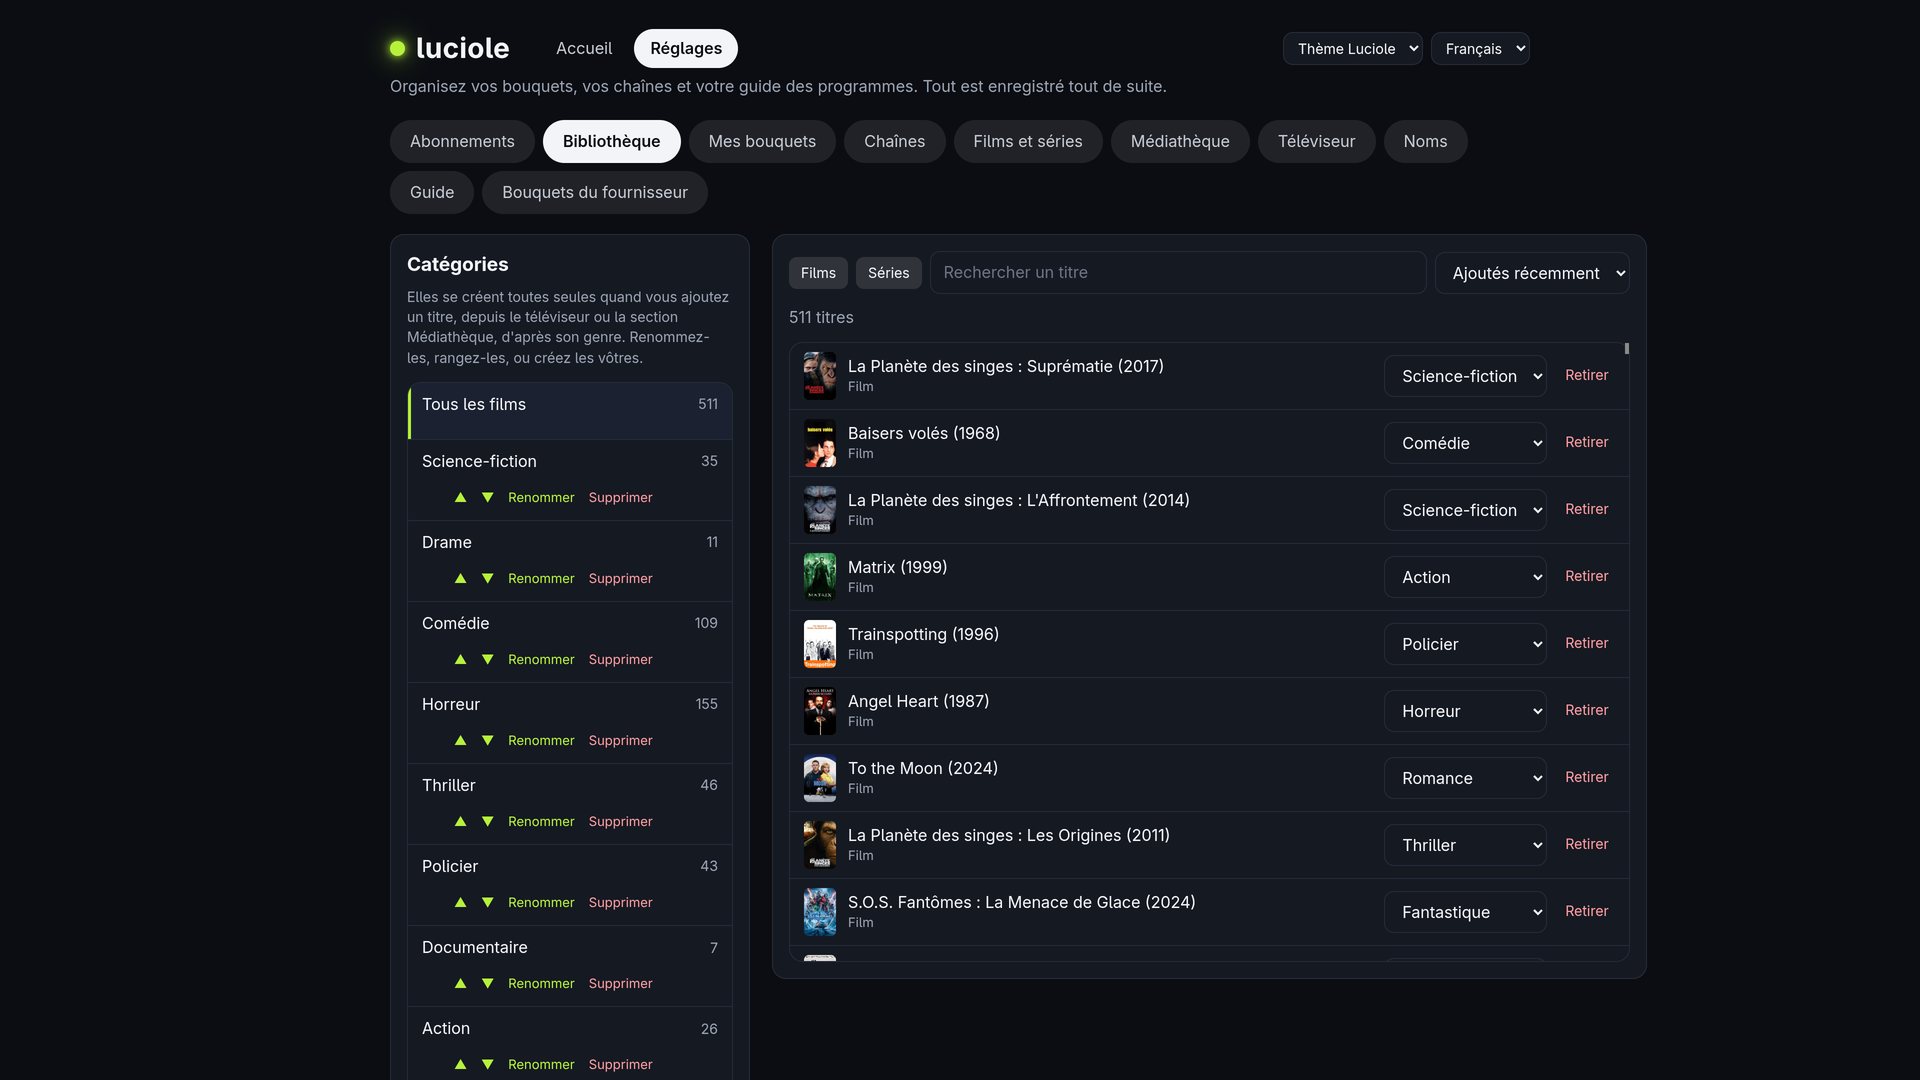 luciole
Accueil
Réglages
Thème Luciole
Français
Organisez vos bouquets, vos chaînes et votre guide des programmes. Tout est enregistré tout de suite.
Abonnements
Bibliothèque
Mes bouquets
Chaînes
Films et séries
Médiathèque
Téléviseur
Noms
Guide
Bouquets du fournisseur
Catégories
Elles se créent toutes seules quand vous ajoutez
un titre, depuis le téléviseur ou la section
Médiathèque, d'après son genre. Renommez-
les, rangez-les, ou créez les vôtres.
Tous les films 511
Science-fiction 35
▲ ▼ Renommer Supprimer
Drame 11
▲ ▼ Renommer Supprimer
Comédie 109
▲ ▼ Renommer Supprimer
Horreur 155
▲ ▼ Renommer Supprimer
Thriller 46
▲ ▼ Renommer Supprimer
Policier 43
▲ ▼ Renommer Supprimer
Documentaire 7
▲ ▼ Renommer Supprimer
Action 26
▲ ▼ Renommer Supprimer
Films
Séries
Rechercher un titre
Ajoutés récemment
511 titres
La Planète des singes : Suprématie (2017)
Film
Science-fiction
Retirer
Baisers volés (1968)
Film
Comédie
Retirer
La Planète des singes : L'Affrontement (2014)
Film
Science-fiction
Retirer
Matrix (1999)
Film
Action
Retirer
Trainspotting (1996)
Film
Policier
Retirer
Angel Heart (1987)
Film
Horreur
Retirer
To the Moon (2024)
Film
Romance
Retirer
La Planète des singes : Les Origines (2011)
Film
Thriller
Retirer
S.O.S. Fantômes : La Menace de Glace (2024)
Film
Fantastique
Retirer